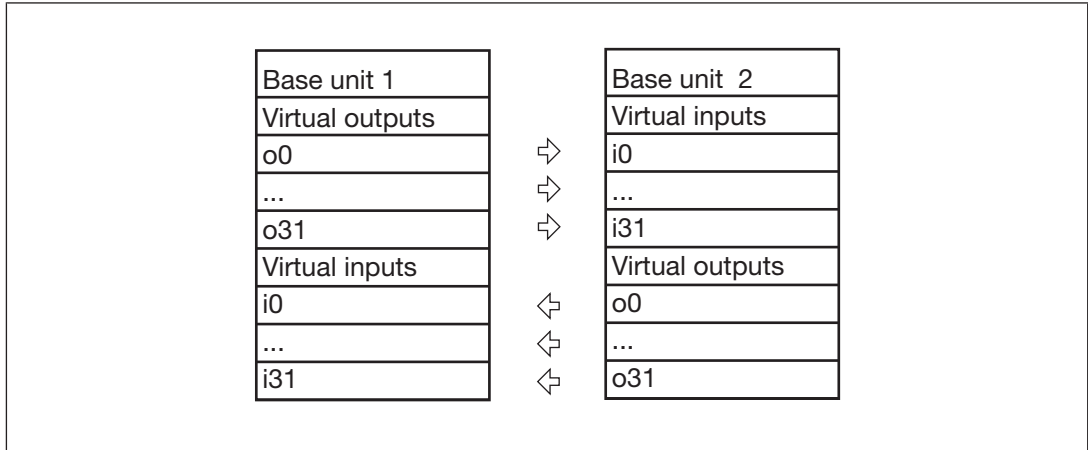 Base unit 1
Virtual outputs
o0
...
o31
Virtual inputs
i0
...
i31
Base unit 2
Virtual inputs
i0
...
i31
Virtual outputs
o0
...
o31